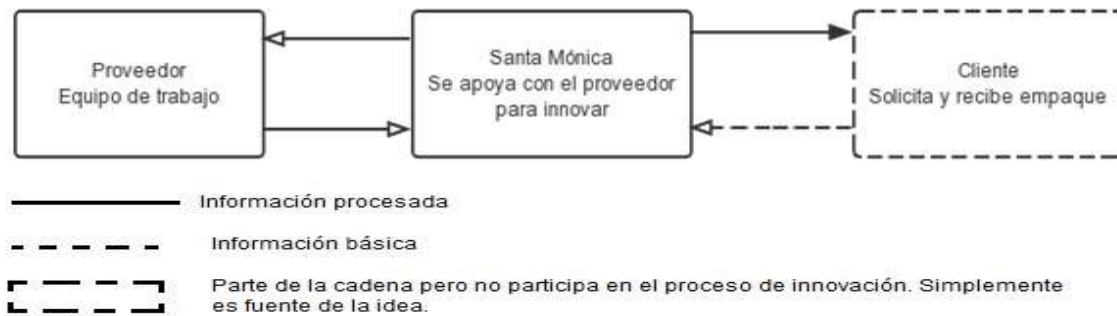 Proveedor
Equipo de trabajo
Santa Mónica
Se apoya con el proveedor
para innovar
Cliente
Solicita y recibe empaque
Información procesada
Información básica
Parte de la cadena pero no participa en el proceso de innovación. Simplemente
es fuente de la idea.